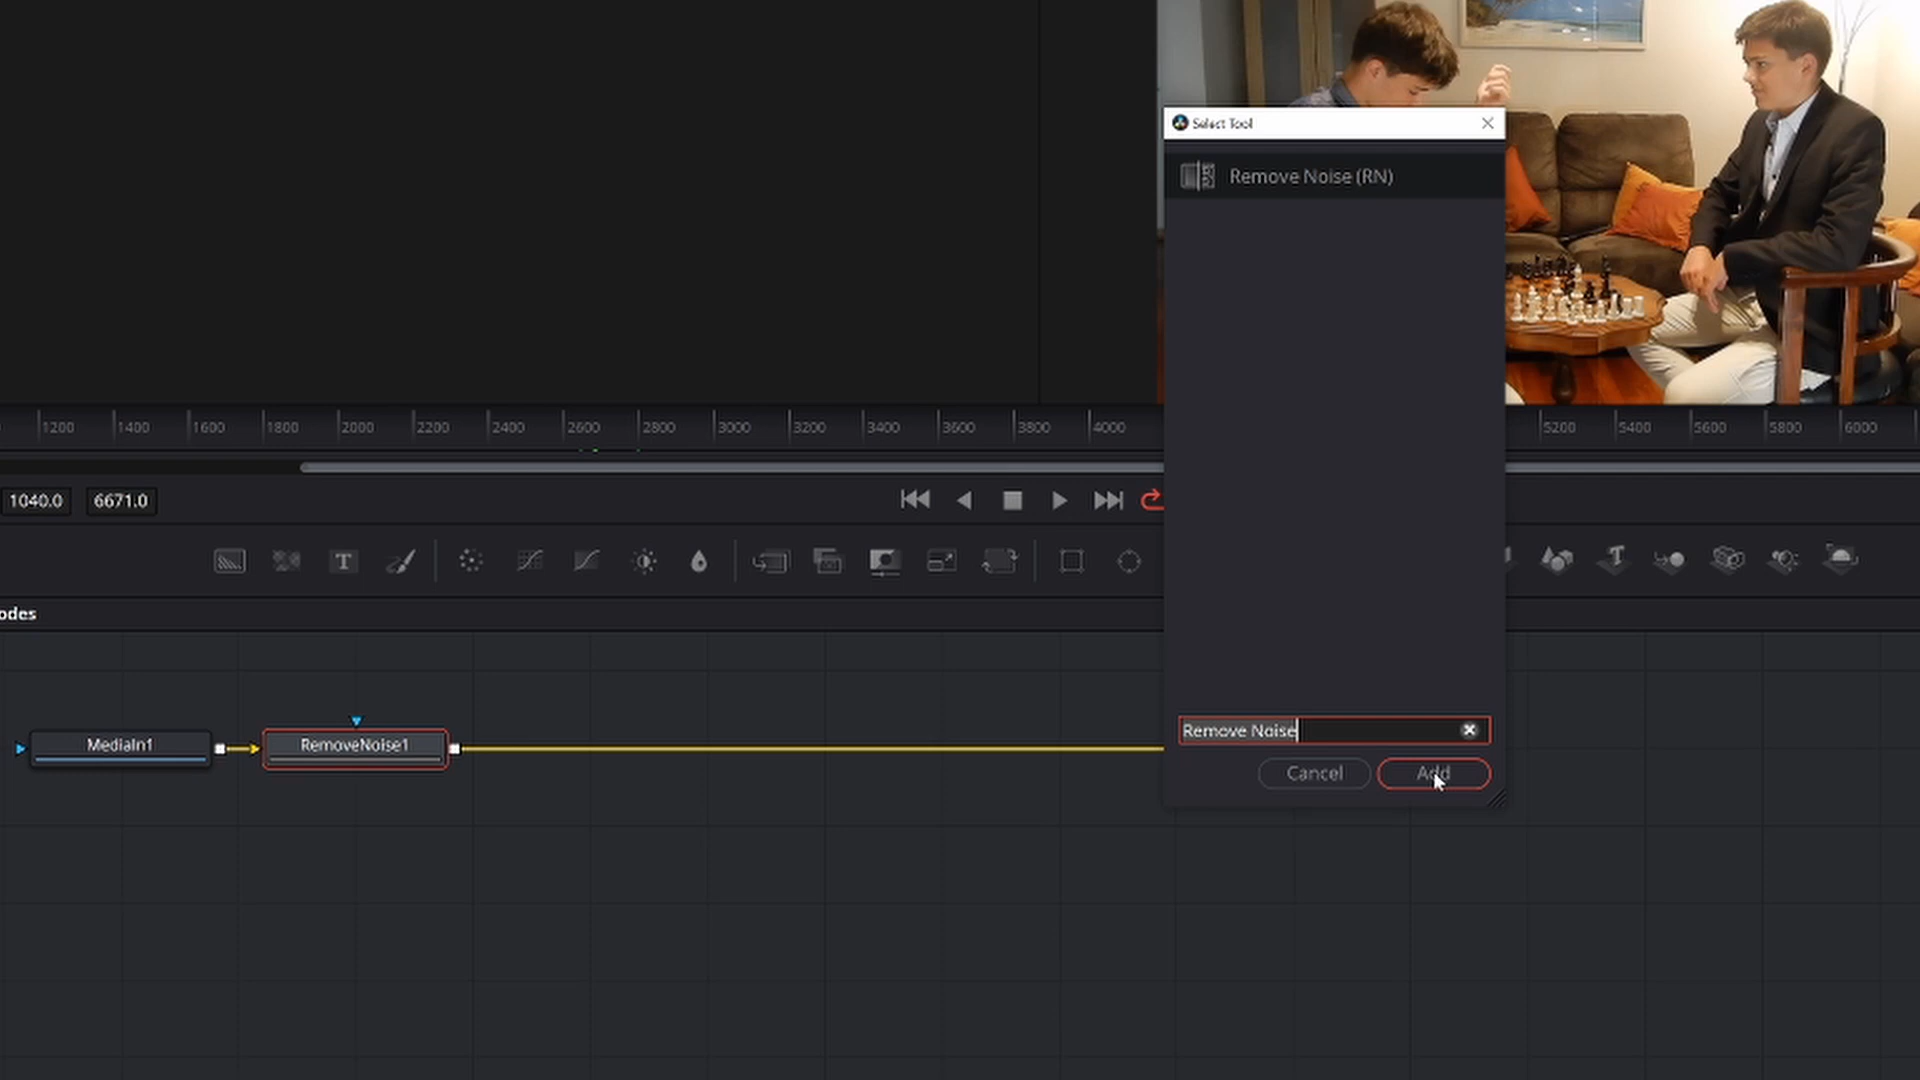 Select Tool
Remove Noise (RN)
1200 1400 1600 1800 2000 2200 2400 2600 2800 3000 3200 3400 3600 3800 4000 5200 5400 5600 5800 6000
1040.0 6671.0
T
odes
Remove Noise
MediaIn1 RemoveNoise1
Cancel Add